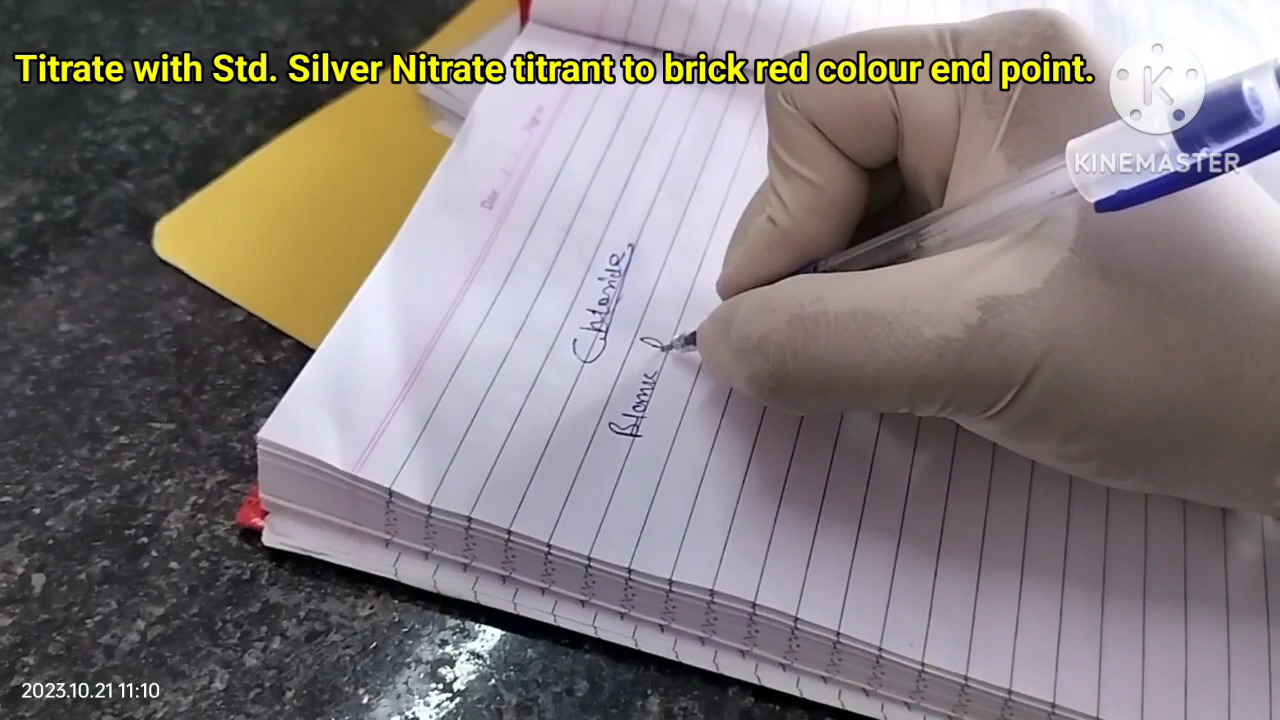 Titrate with Std. Silver Nitrate titrant to brick red colour end point.
K
KINEMASTER
Chloride
Blank
2023.10.21 11:10